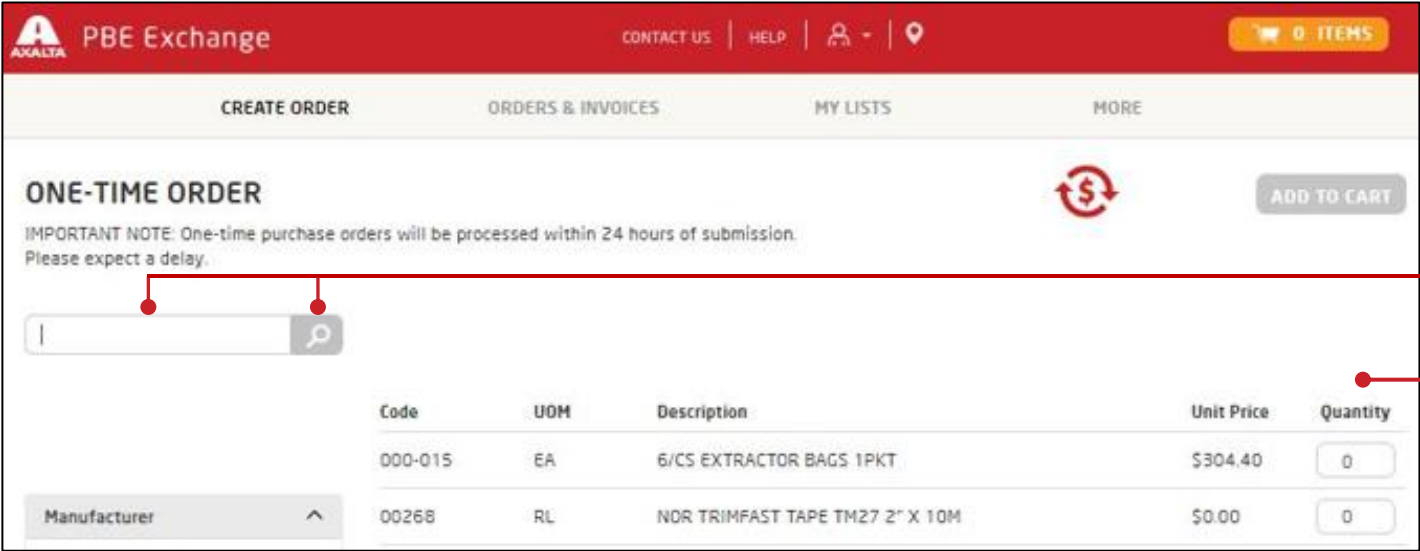 AXALTA PBE Exchange CONTACT US | HELP | | 0 ITEMS
CREATE ORDER ORDERS & INVOICES MY LISTS MORE
ONE-TIME ORDER $ ADD TO CART
IMPORTANT NOTE: One-time purchase orders will be processed within 24 hours of submission.
Please expect a delay.
Code UOM Description Unit Price Quantity
000-015 EA 6/CS EXTRACTOR BAGS 1PKT $304.40 0
Manufacturer 00268 RL NOR TRIMFAST TAPE TM27 2" X 10M $0.00 0